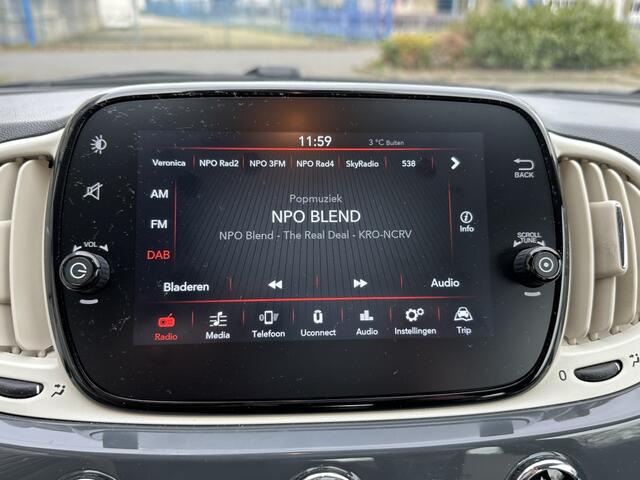 11:59 3 °C Buiten
Veronica NPO Rad2 NPO 3FM NPO Rad4 SkyRadio 538
BACK
AM
FM
DAB
Popmuziek
NPO BLEND
NPO Blend - The Real Deal - KRO-NCRV
i
Info
VOL
SCROLL
TUNE
Bladeren Audio
Radio Media Telefoon Uconnect Audio Instellingen Trip
0